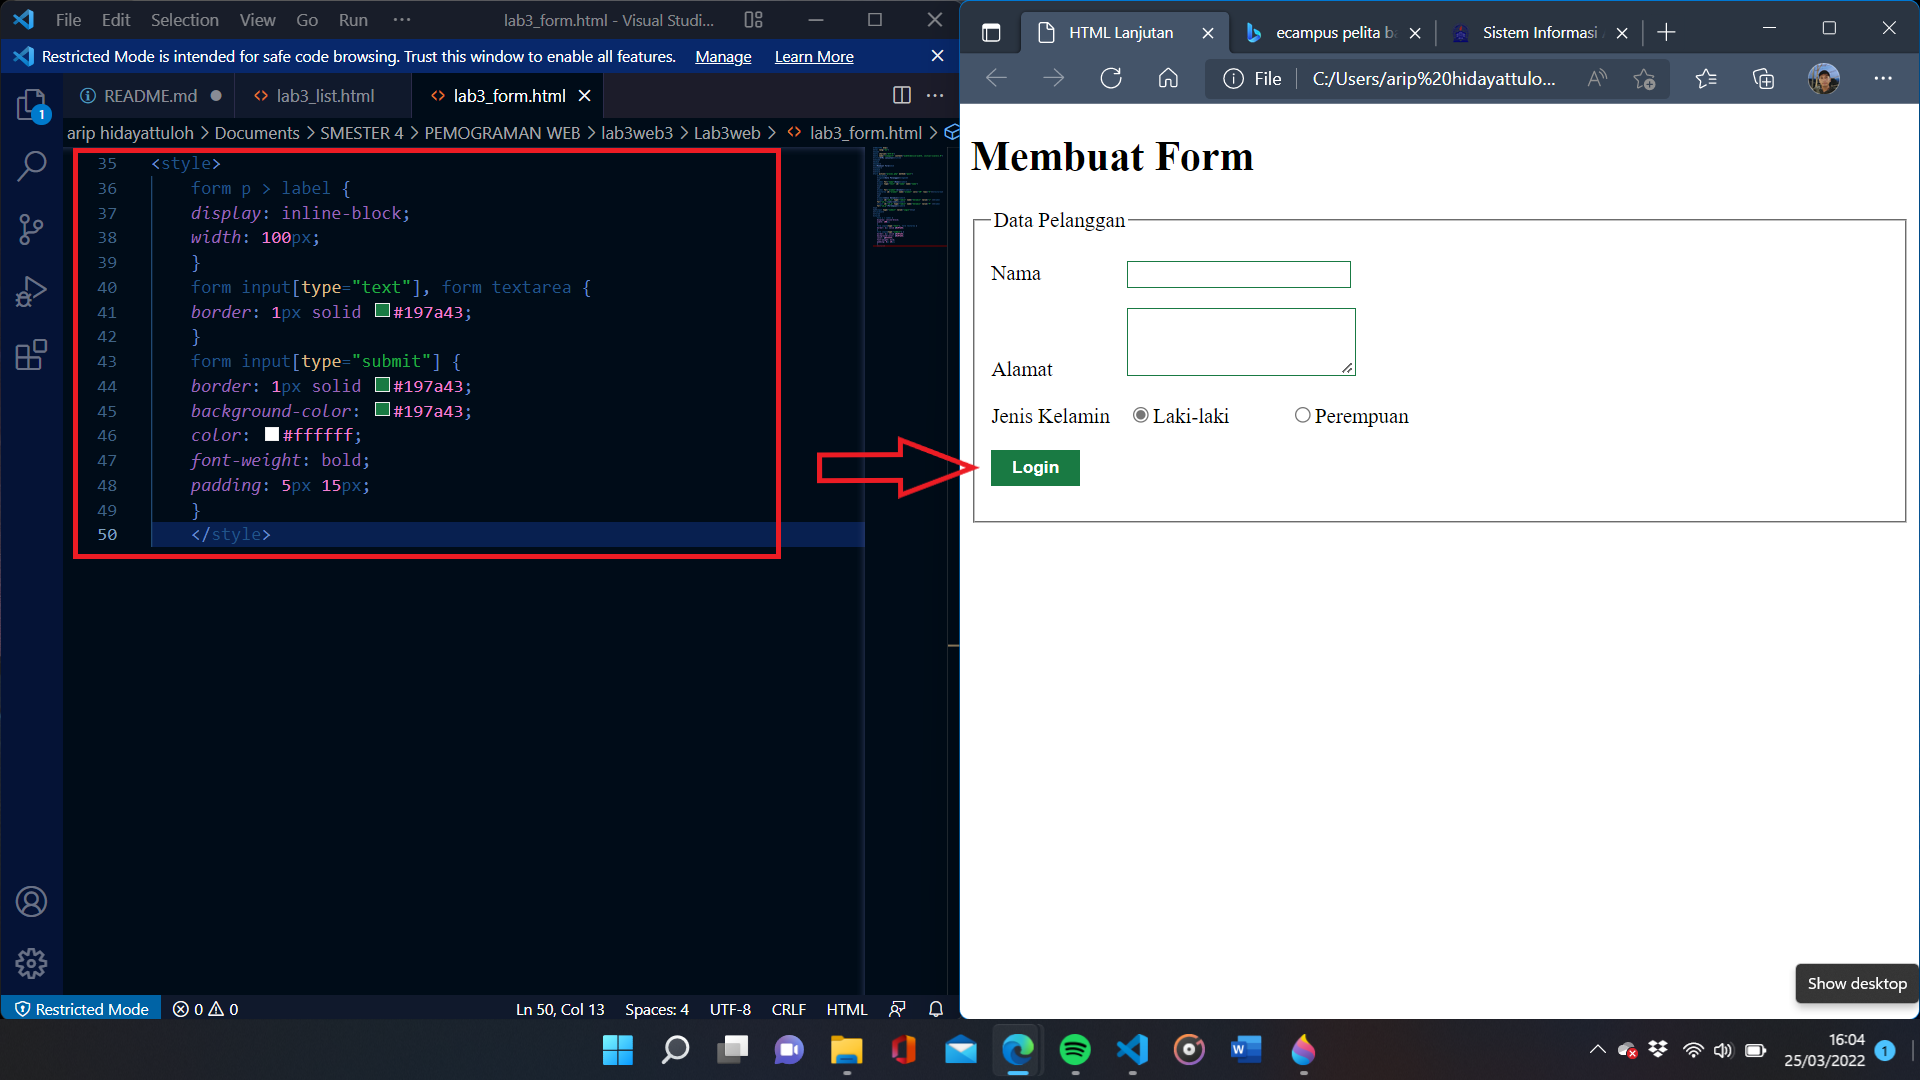 File Edit Selection View Go Run ··· lab3_form.html - Visual Studi...
Restricted Mode is intended for safe code browsing. Trust this window to enable all features. Manage Learn More
README.md lab3_list.html lab3_form.html
arip hidayattuloh > Documents > SMESTER 4 > PEMOGRAMAN WEB > lab3web3 > Lab3web > lab3_form.html >
1
35 <style>
36 form p > label {
37 display: inline-block;
38 width: 100px;
39 }
40 form input[type="text"], form textarea {
41 border: 1px solid #197a43;
42 }
43 form input[type="submit"] {
44 border: 1px solid #197a43;
45 background-color: #197a43;
46 color: #ffffff;
47 font-weight: bold;
48 padding: 5px 15px;
49 }
50 </style>
Restricted Mode 0 0 Ln 50, Col 13 Spaces: 4 UTF-8 CRLF HTML
HTML Lanjutan ecampus pelita ba Sistem Informasi
File C:/Users/arip%20hidayattulo...
Membuat Form
Data Pelanggan
Nama
Alamat
Jenis Kelamin Laki-laki Perempuan
Login
Show desktop
16:04
25/03/2022 1